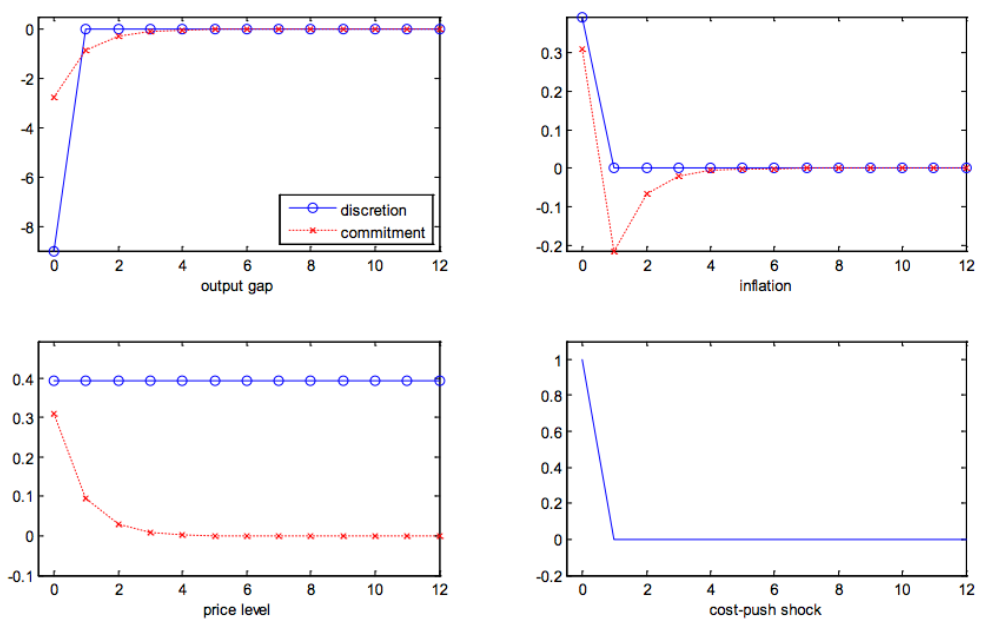 0
-2
-4
-6
-8
discretion
commitment
0 2 4 6 8 10 12
output gap
0.3
0.2
0.1
0
-0.1
-0.2
0 2 4 6 8 10 12
inflation
0.4
0.3
0.2
0.1
0
-0.1
0 2 4 6 8 10 12
price level
1
0.8
0.6
0.4
0.2
0
-0.2
0 2 4 6 8 10 12
cost-push shock